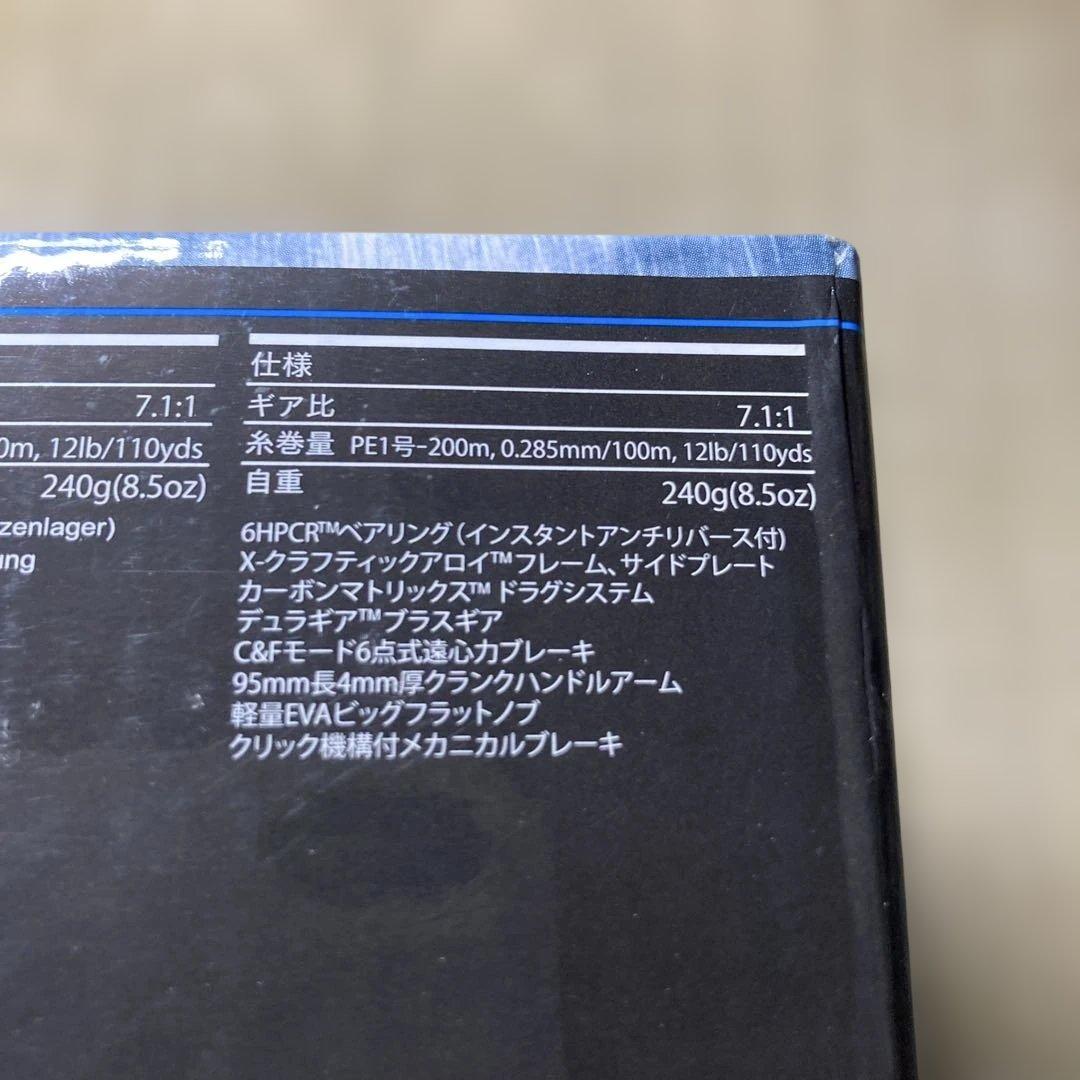 7.1:1
0m, 12lb/110yds
240g(8.5oz)
zenlager)
ung
仕様
ギア比 7.1:1
糸巻量 PE1号-200m, 0.285mm/100m, 12lb/110yds
自重 240g(8.5oz)
6HPCR™ベアリング（インスタントアンチリバース付）
X-クラフティックアロイ™フレーム、サイドプレート
カーボンマトリックス™ ドラグシステム
デュラギア™ブラスギア
C&Fモード6点式遠心力ブレーキ
95mm長4mm厚クランクハンドルアーム
軽量EVAビッグフラットノブ
クリック機構付メカニカルブレーキ